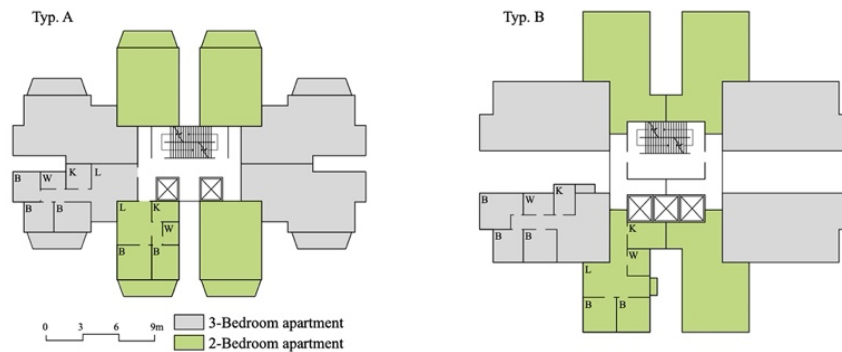 Typ. A
Typ. B
B W K L
B B
L K
W
B B
K
B W
B B
K
W
L
B B
0 3 6 9m
3-Bedroom apartment
2-Bedroom apartment